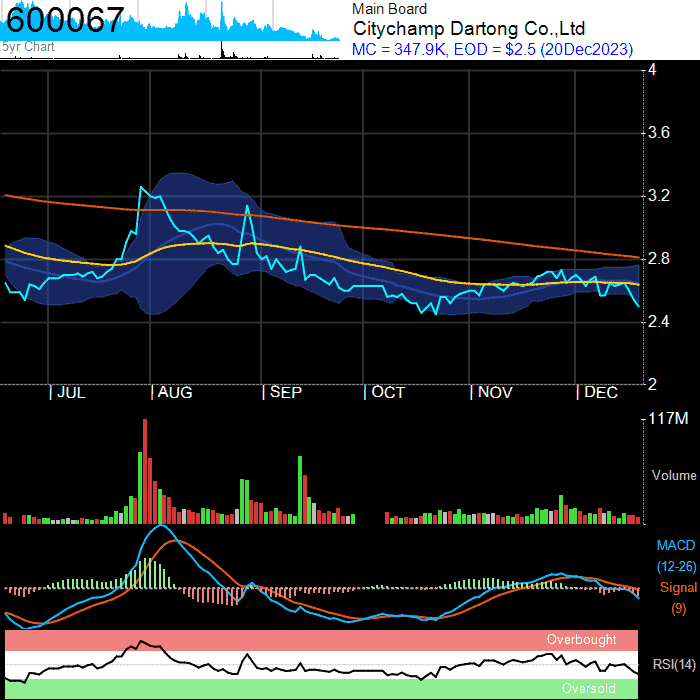 600067
5yr Chart
Main Board
Citychamp Dartong Co.,Ltd
MC = 347.9K, EOD = $2.5 (20Dec2023)
4
3.6
3.2
2.8
2.4
2
JUL AUG SEP OCT NOV DEC
117M
Volume
MACD
(12-26)
Signal
(9)
Overbought
RSI(14)
Oversold